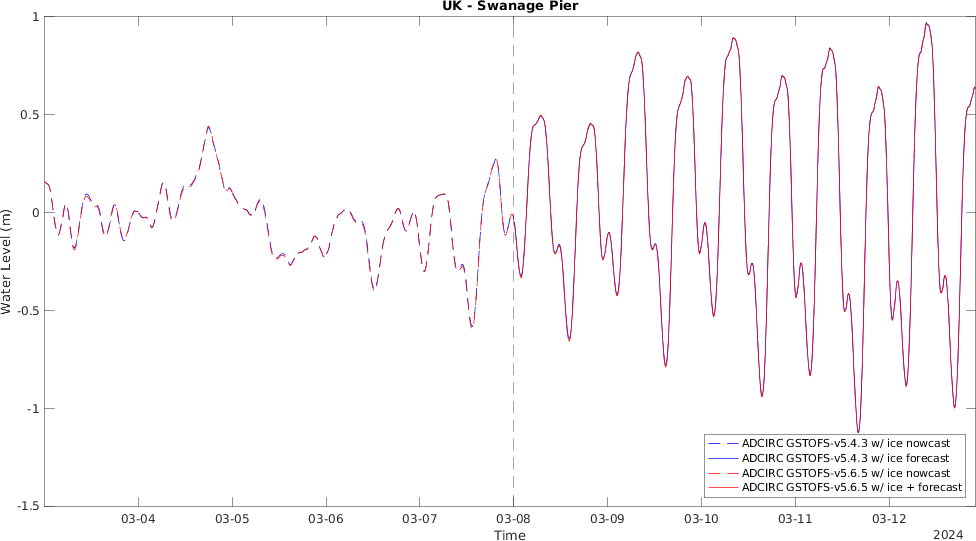 UK - Swanage Pier
1
0.5
0
-0.5
-1
-1.5
Water Level (m)
03-04 03-05 03-06 03-07 03-08 03-09 03-10 03-11 03-12
Time
2024
ADCIRC GSTOFS-v5.4.3 w/ ice nowcast
ADCIRC GSTOFS-v5.4.3 w/ ice forecast
ADCIRC GSTOFS-v5.6.5 w/ ice nowcast
ADCIRC GSTOFS-v5.6.5 w/ ice + forecast